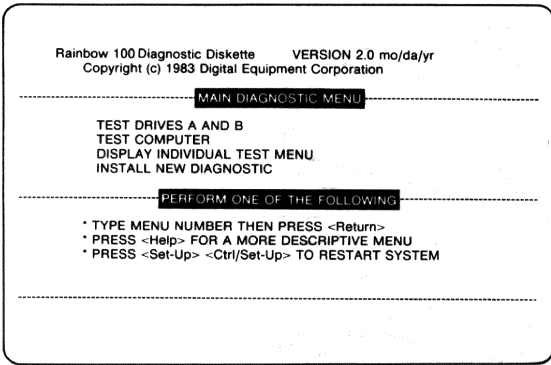 Rainbow 100 Diagnostic Diskette VERSION 2.0 mo/da/yr
Copyright (c) 1983 Digital Equipment Corporation
MAIN DIAGNOSTIC MENU
TEST DRIVES A AND B
TEST COMPUTER
DISPLAY INDIVIDUAL TEST MENU
INSTALL NEW DIAGNOSTIC
PERFORM ONE OF THE FOLLOWING
* TYPE MENU NUMBER THEN PRESS <Return>
* PRESS <Help> FOR A MORE DESCRIPTIVE MENU
* PRESS <Set-Up> <Ctrl/Set-Up> TO RESTART SYSTEM